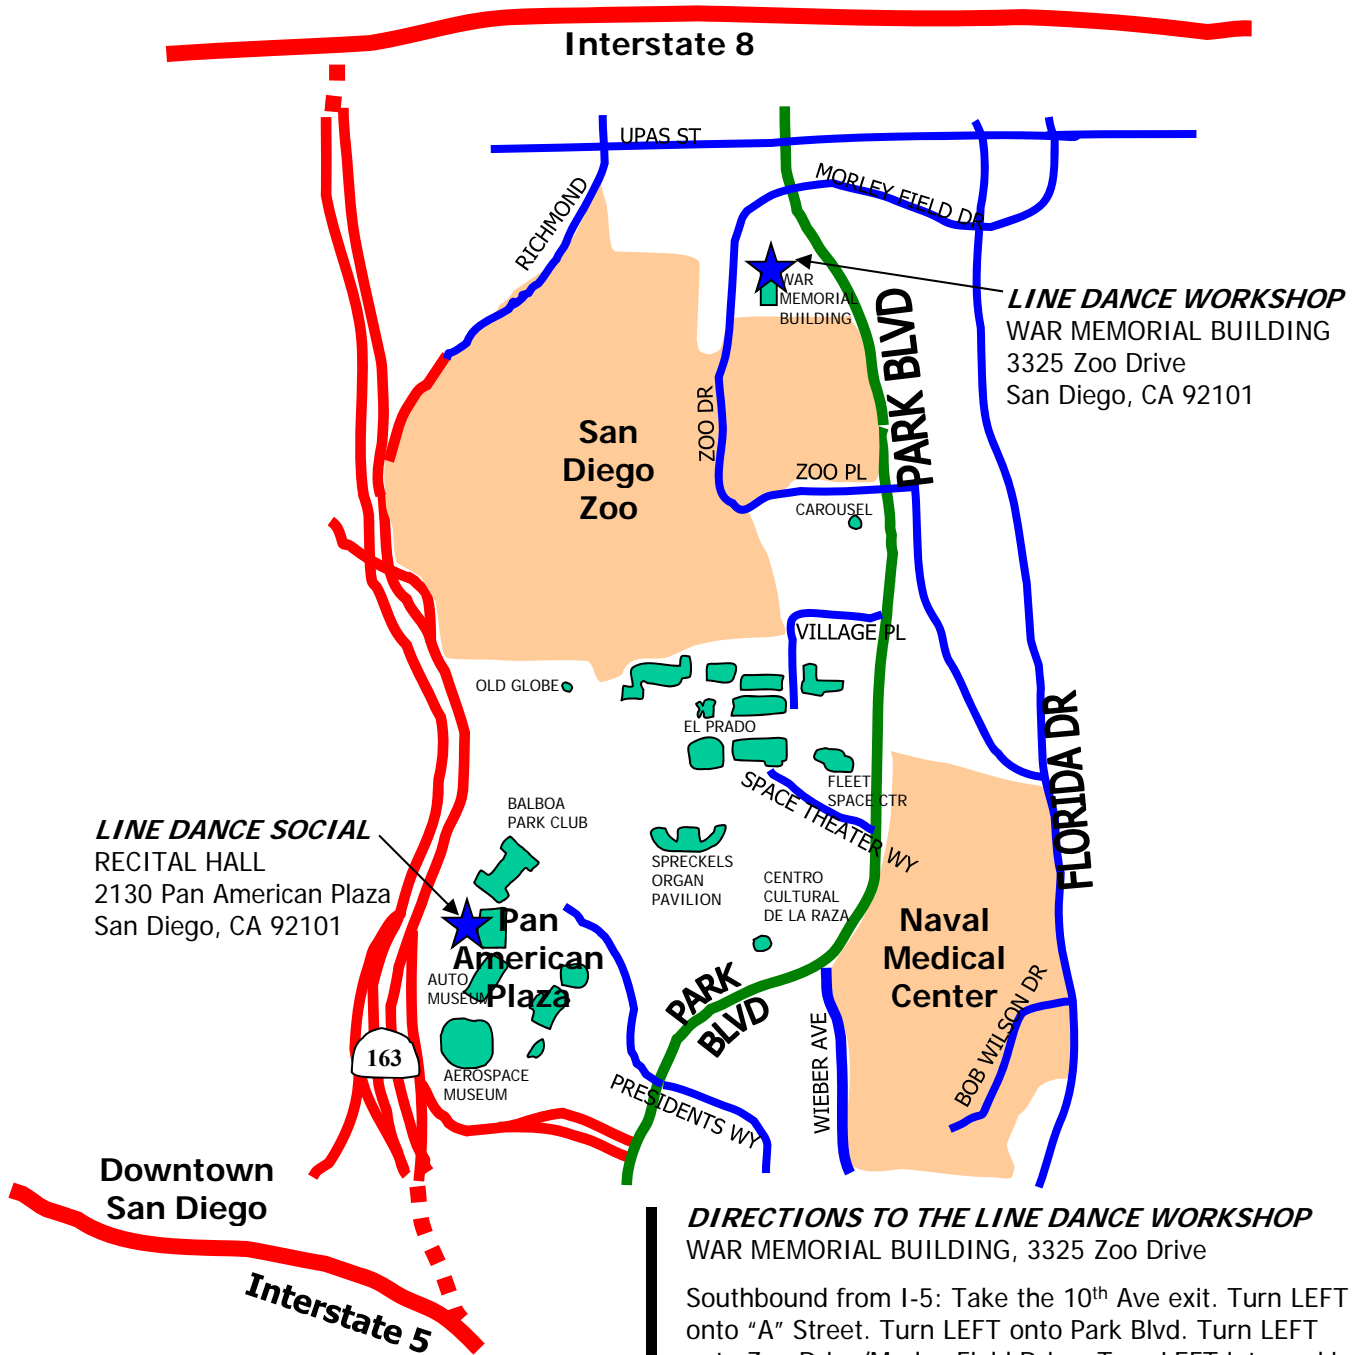 Interstate 8
UPAS ST
MORLEY FIELD DR
RICHMOND
WAR
MEMORIAL
BUILDING
LINE DANCE WORKSHOP
WAR MEMORIAL BUILDING
3325 Zoo Drive
San Diego, CA 92101
PARK BLVD
San
Diego
Zoo
ZOO DR
ZOO PL
CAROUSEL
VILLAGE PL
OLD GLOBE
EL PRADO
FLORIDA DR
SPACE THEATER WY
FLEET
SPACE CTR
BALBOA
PARK CLUB
LINE DANCE SOCIAL
RECITAL HALL
2130 Pan American Plaza
San Diego, CA 92101
SPRECKELS
ORGAN
PAVILION
CENTRO
CULTURAL
DE LA RAZA
Pan
American
Plaza
Naval
Medical
Center
AUTO
MUSEUM
PARK
BLVD
WIEBER AVE
BOB WILSON DR
163
AEROSPACE
MUSEUM
PRESIDENTS WY
Downtown
San Diego
Interstate 5
DIRECTIONS TO THE LINE DANCE WORKSHOP
WAR MEMORIAL BUILDING, 3325 Zoo Drive
Southbound from I-5: Take the 10th Ave exit. Turn LEFT
onto “A” Street. Turn LEFT onto Park Blvd. Turn LEFT